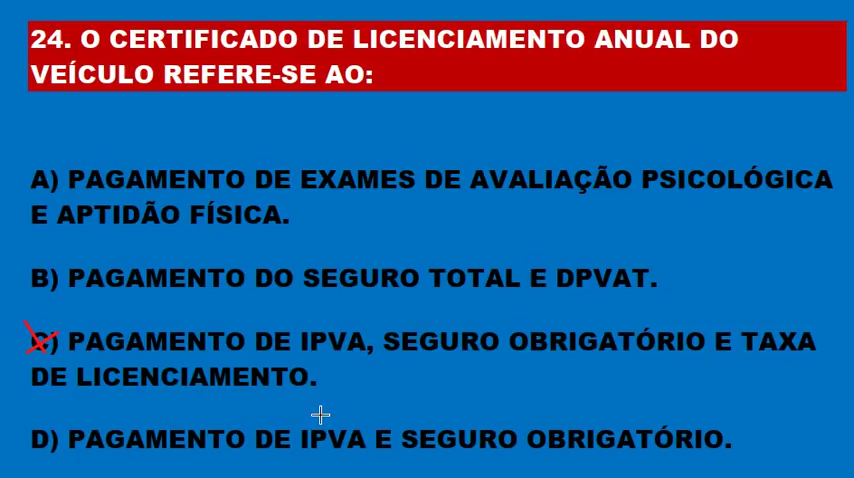 24. O CERTIFICADO DE LICENCIAMENTO ANUAL DO
VEÍCULO REFERE-SE AO:
A) PAGAMENTO DE EXAMES DE AVALIAÇÃO PSICOLÓGICA
E APTIDÃO FÍSICA.
B) PAGAMENTO DO SEGURO TOTAL E DPVAT.
C) PAGAMENTO DE IPVA, SEGURO OBRIGATÓRIO E TAXA
DE LICENCIAMENTO.
D) PAGAMENTO DE IPVA E SEGURO OBRIGATÓRIO.